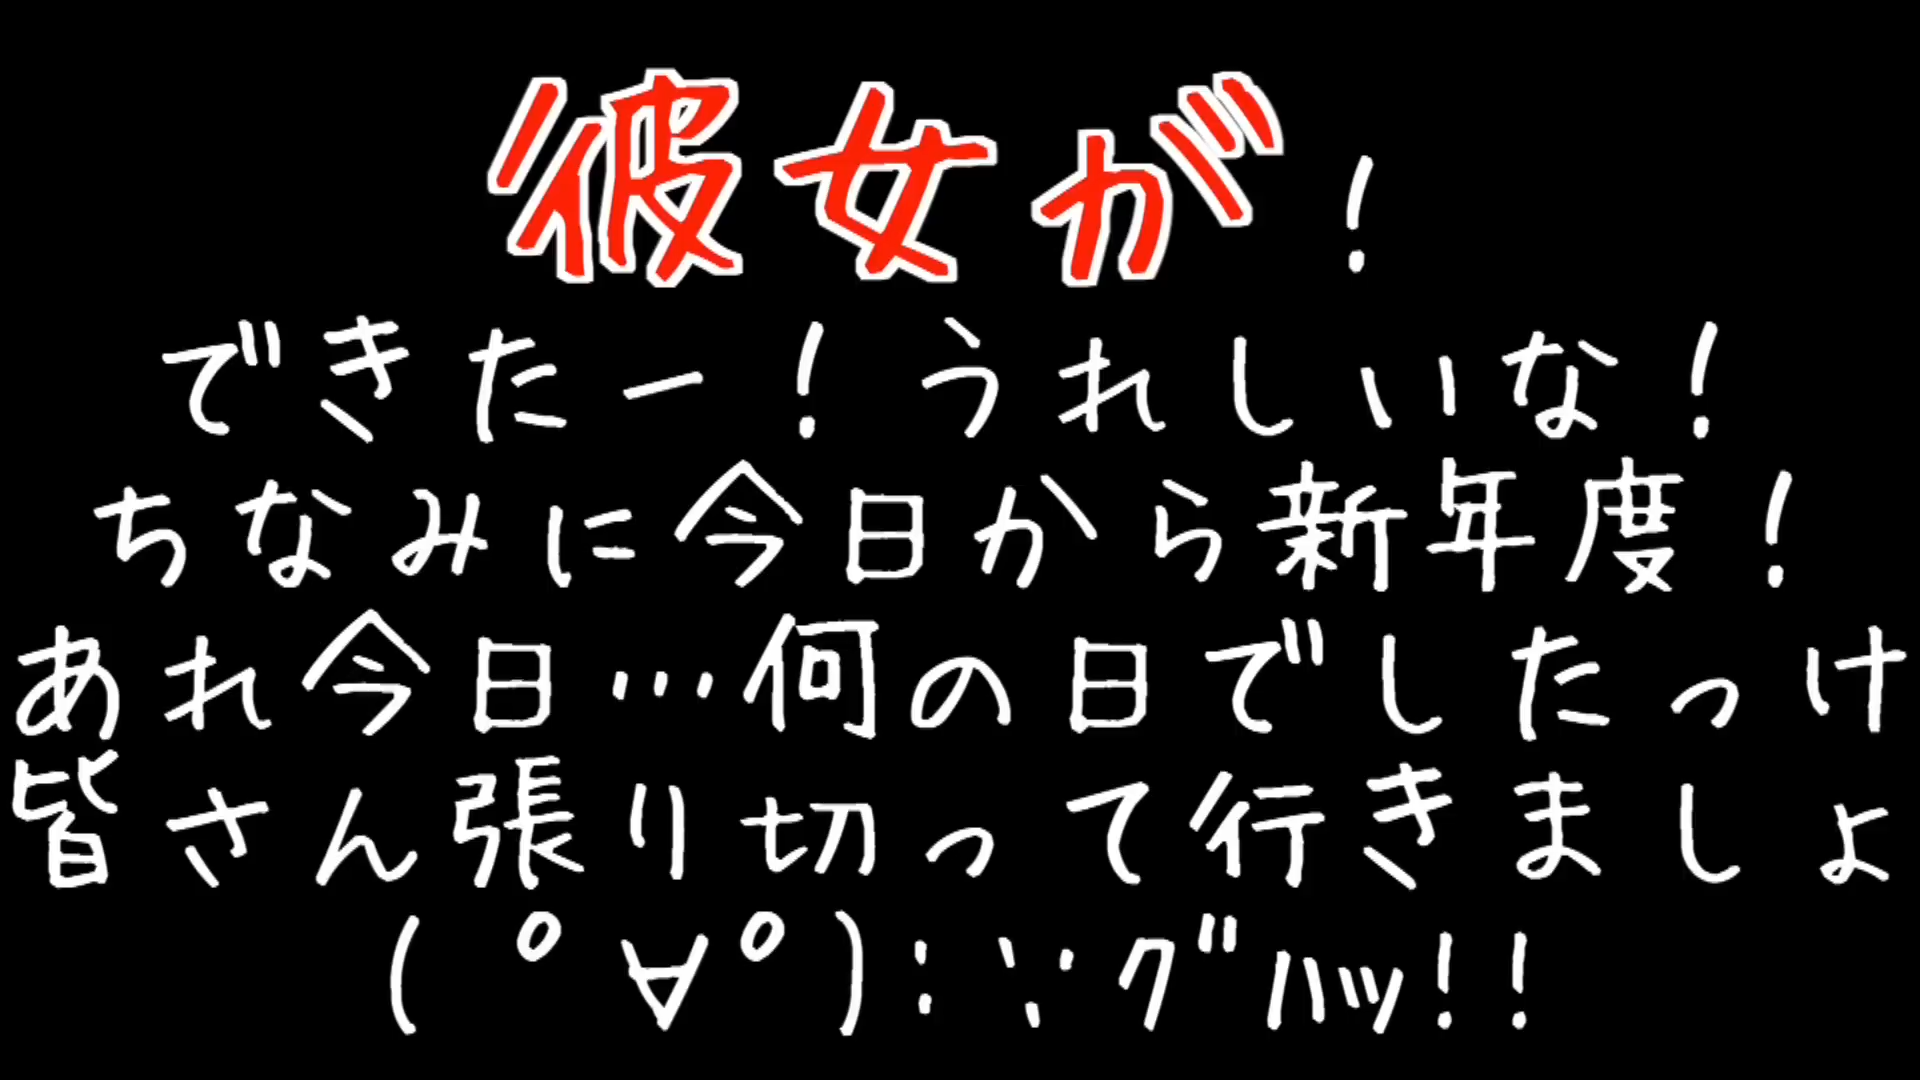 彼女が！
できたー！うれしいな！
ちなみに今日から新年度！
あれ今日…何の日でしたっけ
皆さん張り切って行きましょ
( ﾟ∀ﾟ):∵ｸﾞﾊｯ!!